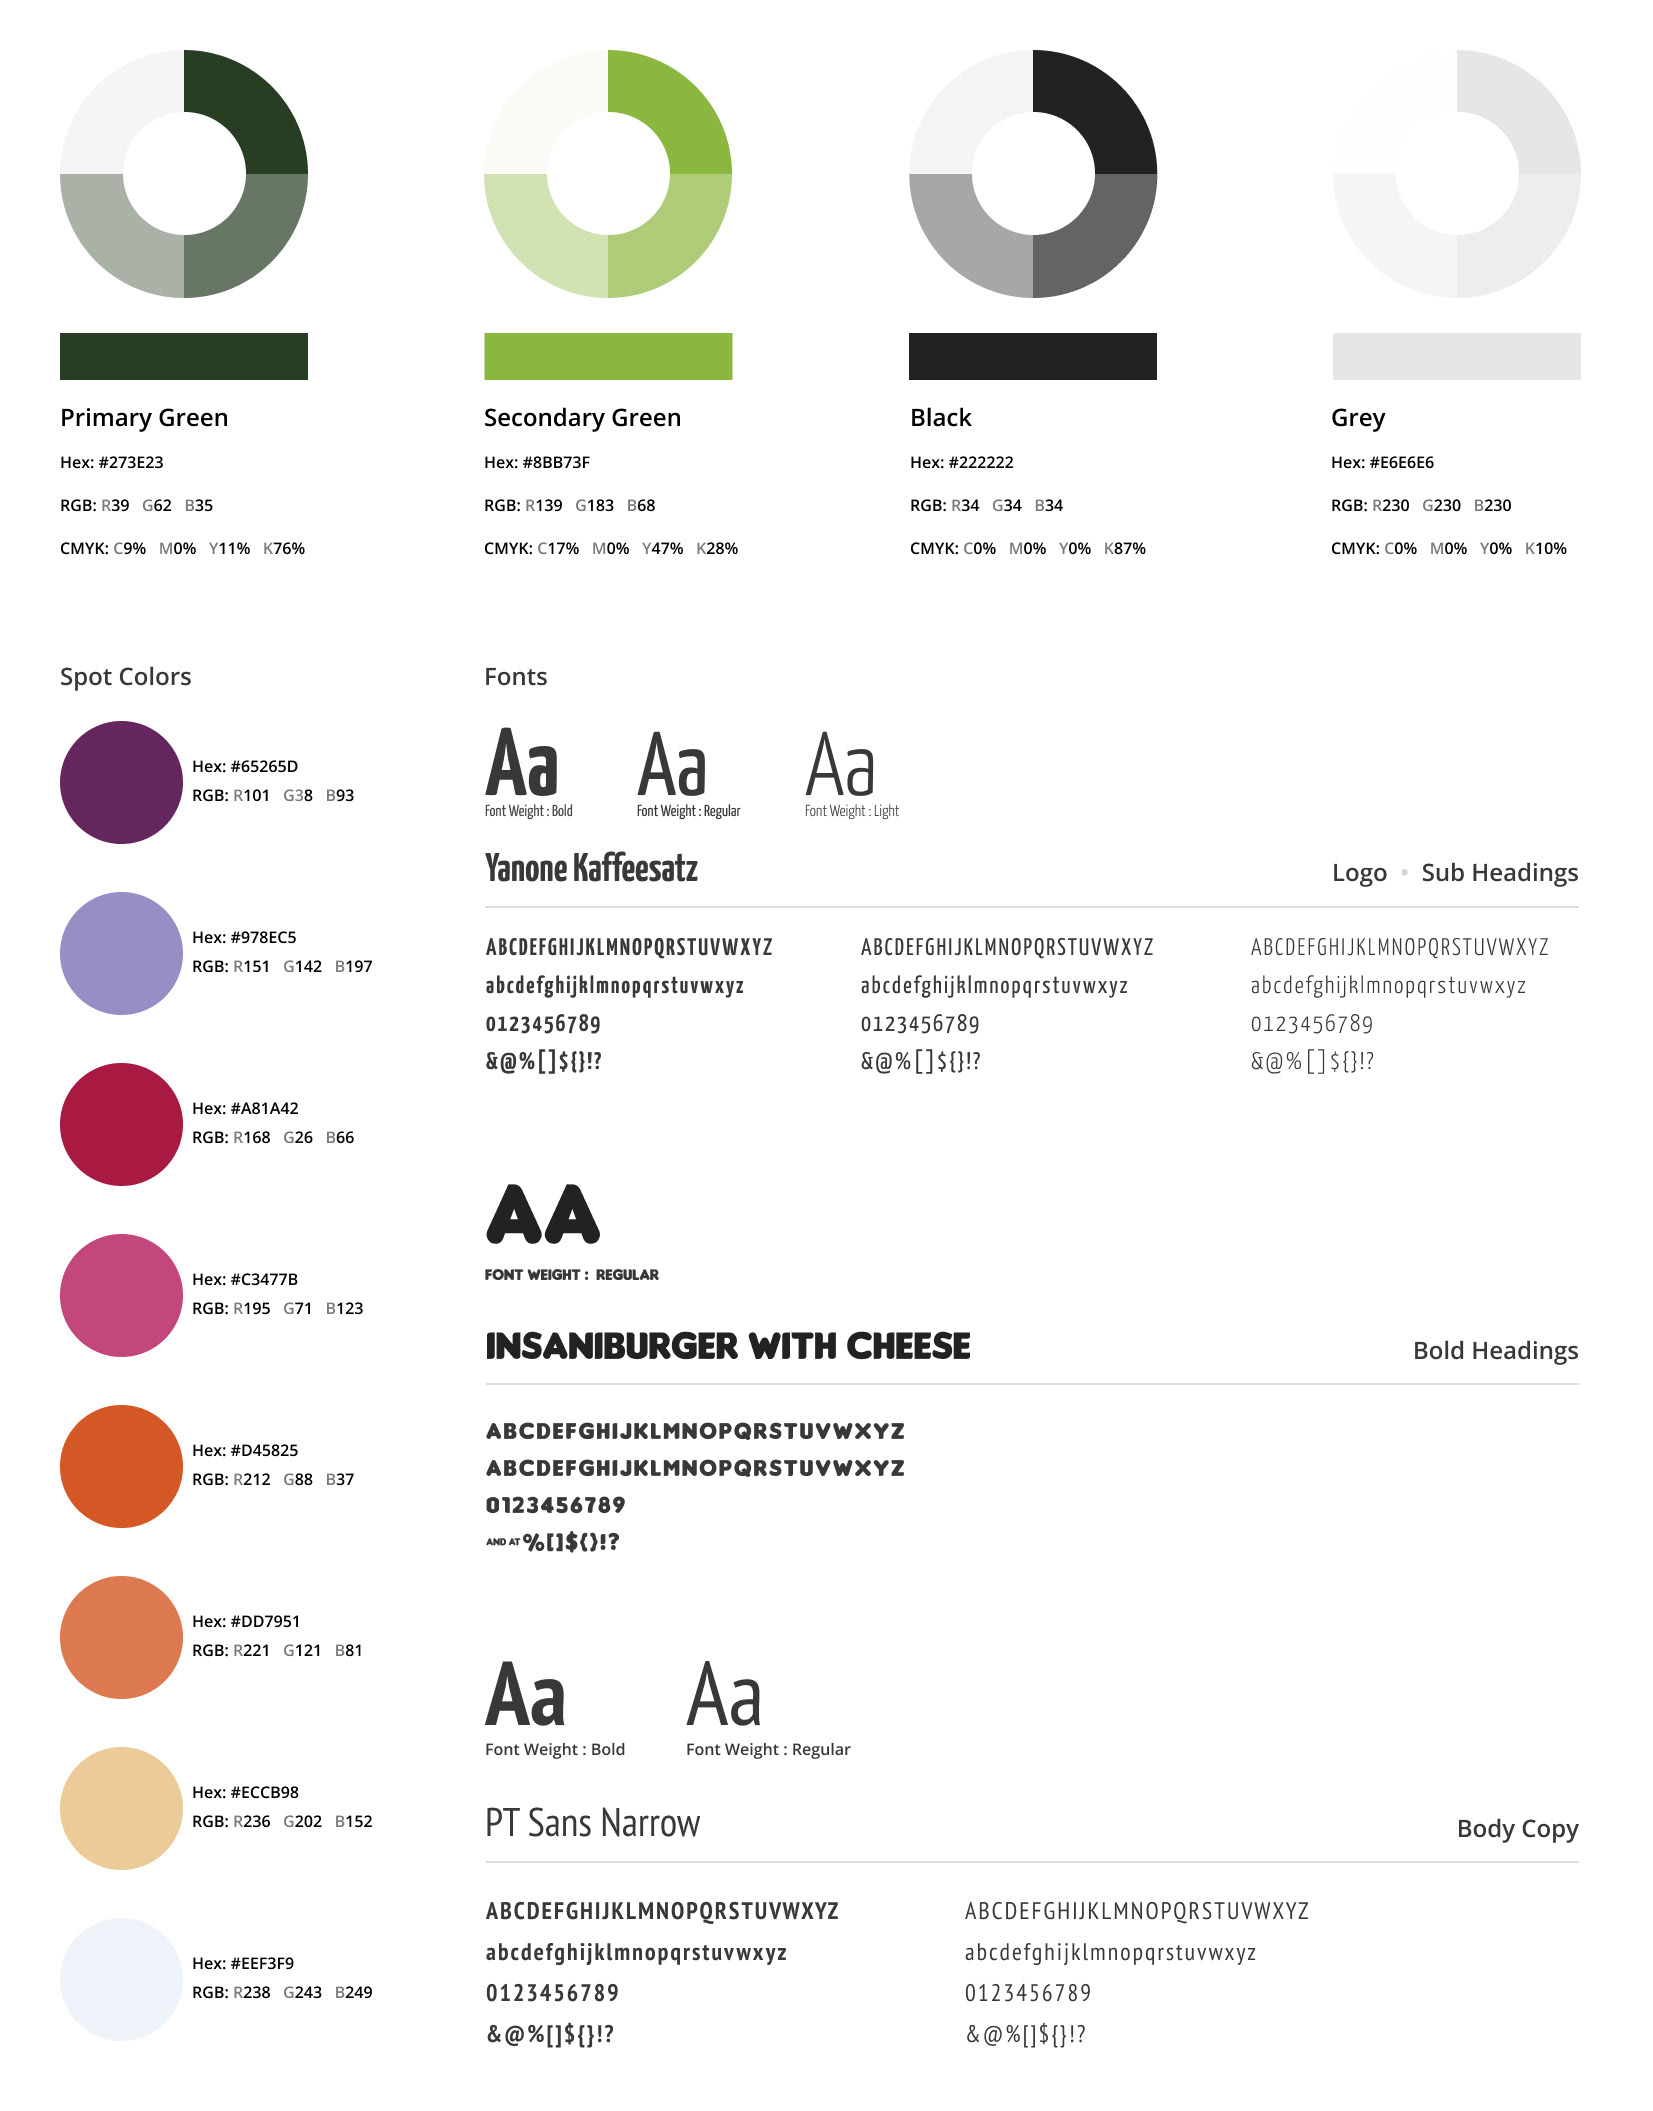 Primary Green
Hex: #273E23
RGB: R39 G62 B35
CMYK: C9% M0% Y11% K76%
Secondary Green
Hex: #8BB73F
RGB: R139 G183 B68
CMYK: C17% M0% Y47% K28%
Black
Hex: #222222
RGB: R34 G34 B34
CMYK: C0% M0% Y0% K87%
Grey
Hex: #E6E6E6
RGB: R230 G230 B230
CMYK: C0% M0% Y0% K10%
Spot Colors
Hex: #65265D
RGB: R101 G38 B93
Hex: #978EC5
RGB: R151 G142 B197
Hex: #A81A42
RGB: R168 G26 B66
Hex: #C3477B
RGB: R195 G71 B123
Hex: #D45825
RGB: R212 G88 B37
Hex: #DD7951
RGB: R221 G121 B81
Hex: #ECCB98
RGB: R236 G202 B152
Hex: #EEF3F9
RGB: R238 G243 B249
Fonts
Aa Aa Aa
Font Weight : Bold Font Weight : Regular Font Weight : Light
Yanone Kaffeesatz
Logo • Sub Headings
ABCDEFGHIJKLMNOPQRSTUVWXYZ
abcdefghijklmnopqrstuvwxyz
0123456789
&@%[]${}!?
ABCDEFGHIJKLMNOPQRSTUVWXYZ
abcdefghijklmnopqrstuvwxyz
0123456789
&@%[]${}!?
ABCDEFGHIJKLMNOPQRSTUVWXYZ
abcdefghijklmnopqrstuvwxyz
0123456789
&@%[]${}!?
AA
FONT WEIGHT : REGULAR
INSANIBURGER WITH CHEESE
Bold Headings
ABCDEFGHIJKLMNOPQRSTUVWXYZ
ABCDEFGHIJKLMNOPQRSTUVWXYZ
0123456789
AND AT %[]${}!?
Aa Aa
Font Weight : Bold Font Weight : Regular
PT Sans Narrow
Body Copy
ABCDEFGHIJKLMNOPQRSTUVWXYZ
abcdefghijklmnopqrstuvwxyz
0123456789
&@%[]${}!?
ABCDEFGHIJKLMNOPQRSTUVWXYZ
abcdefghijklmnopqrstuvwxyz
0123456789
&@%[]${}!?